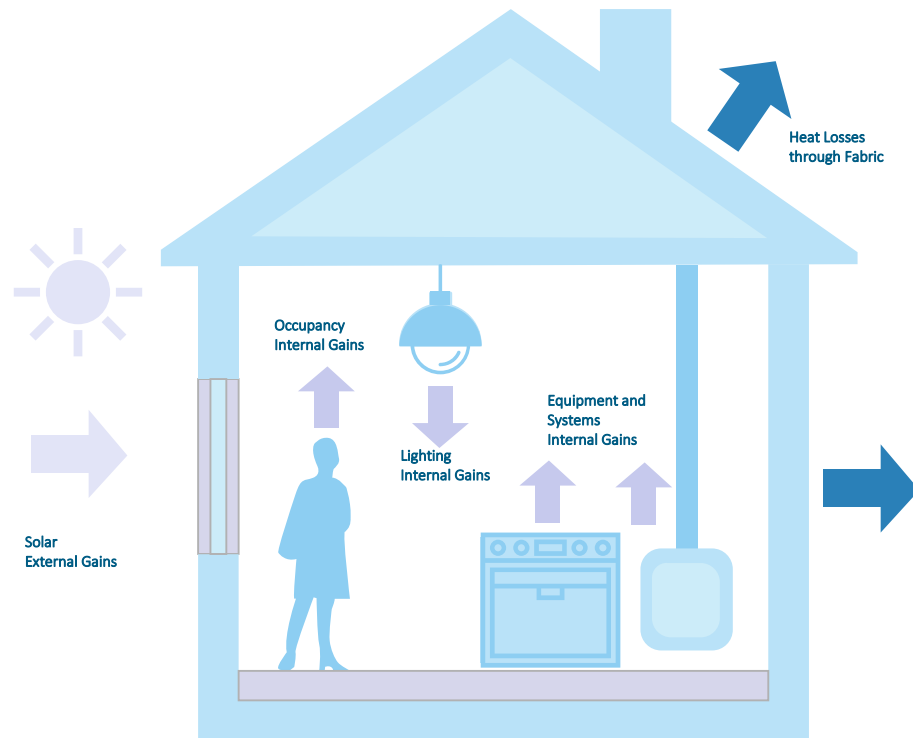 Heat Losses
through Fabric
Occupancy
Internal Gains
Equipment and
Systems
Internal Gains
Lighting
Internal Gains
Solar
External Gains